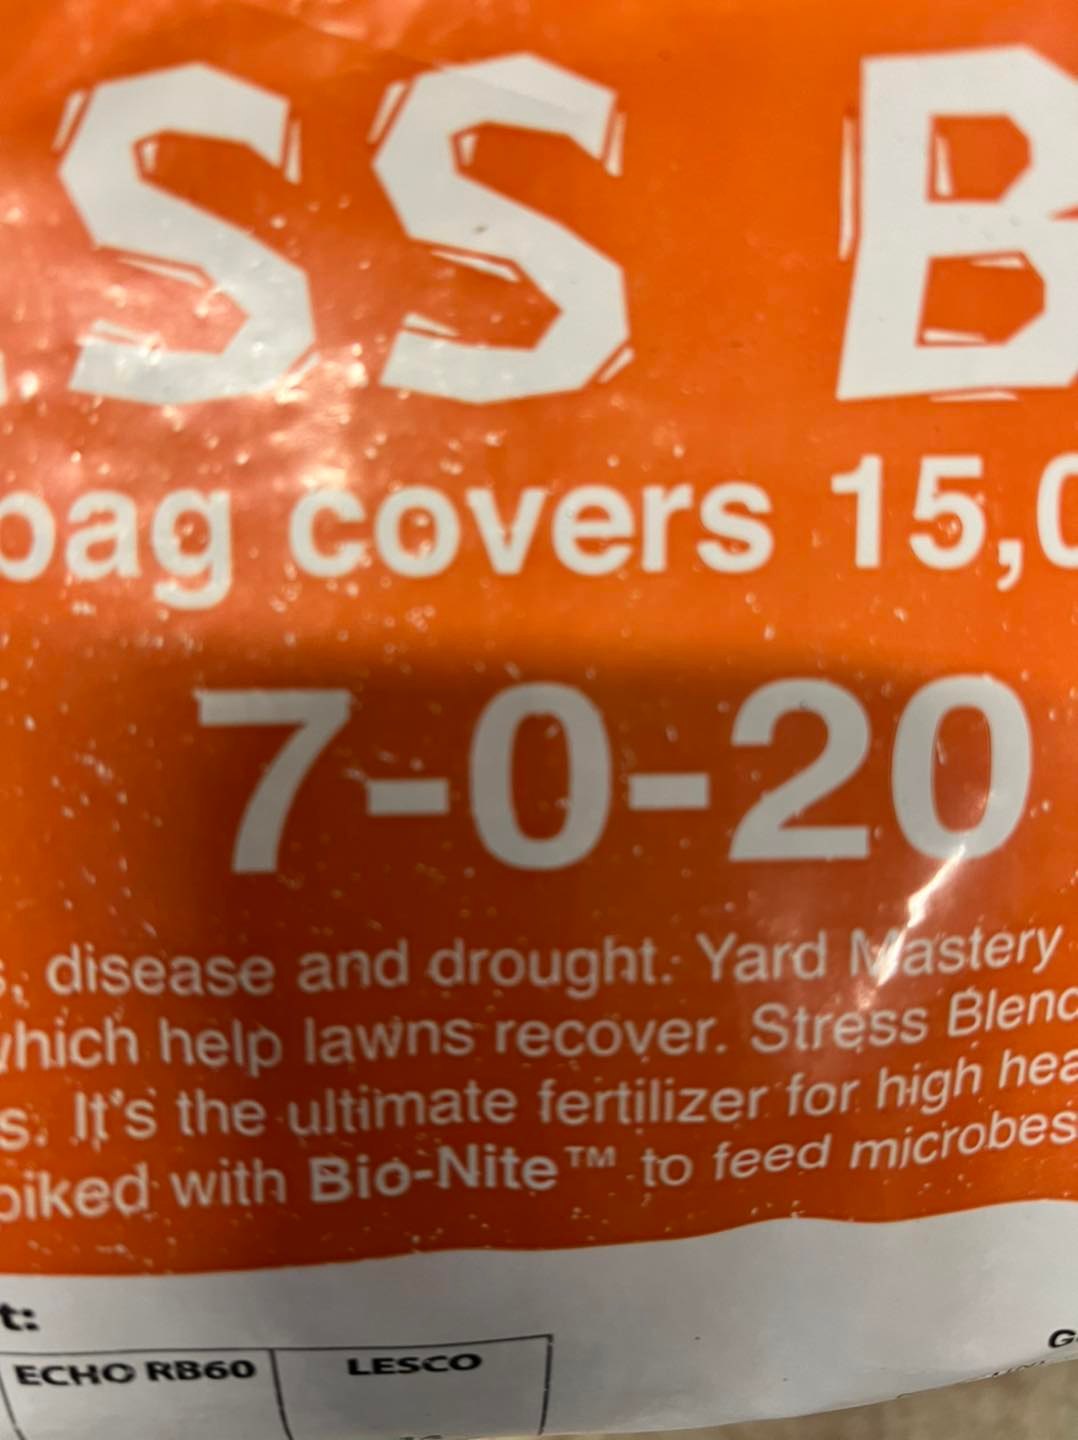 SS B
bag covers 15,0
7-0-20
s, disease and drought. Yard Mastery
which help lawns recover. Stress Blend
s. It's the ultimate fertilizer for high hea
piked with Bio-Nite™ to feed microbes
t:
ECHO RB60 LESCO
G